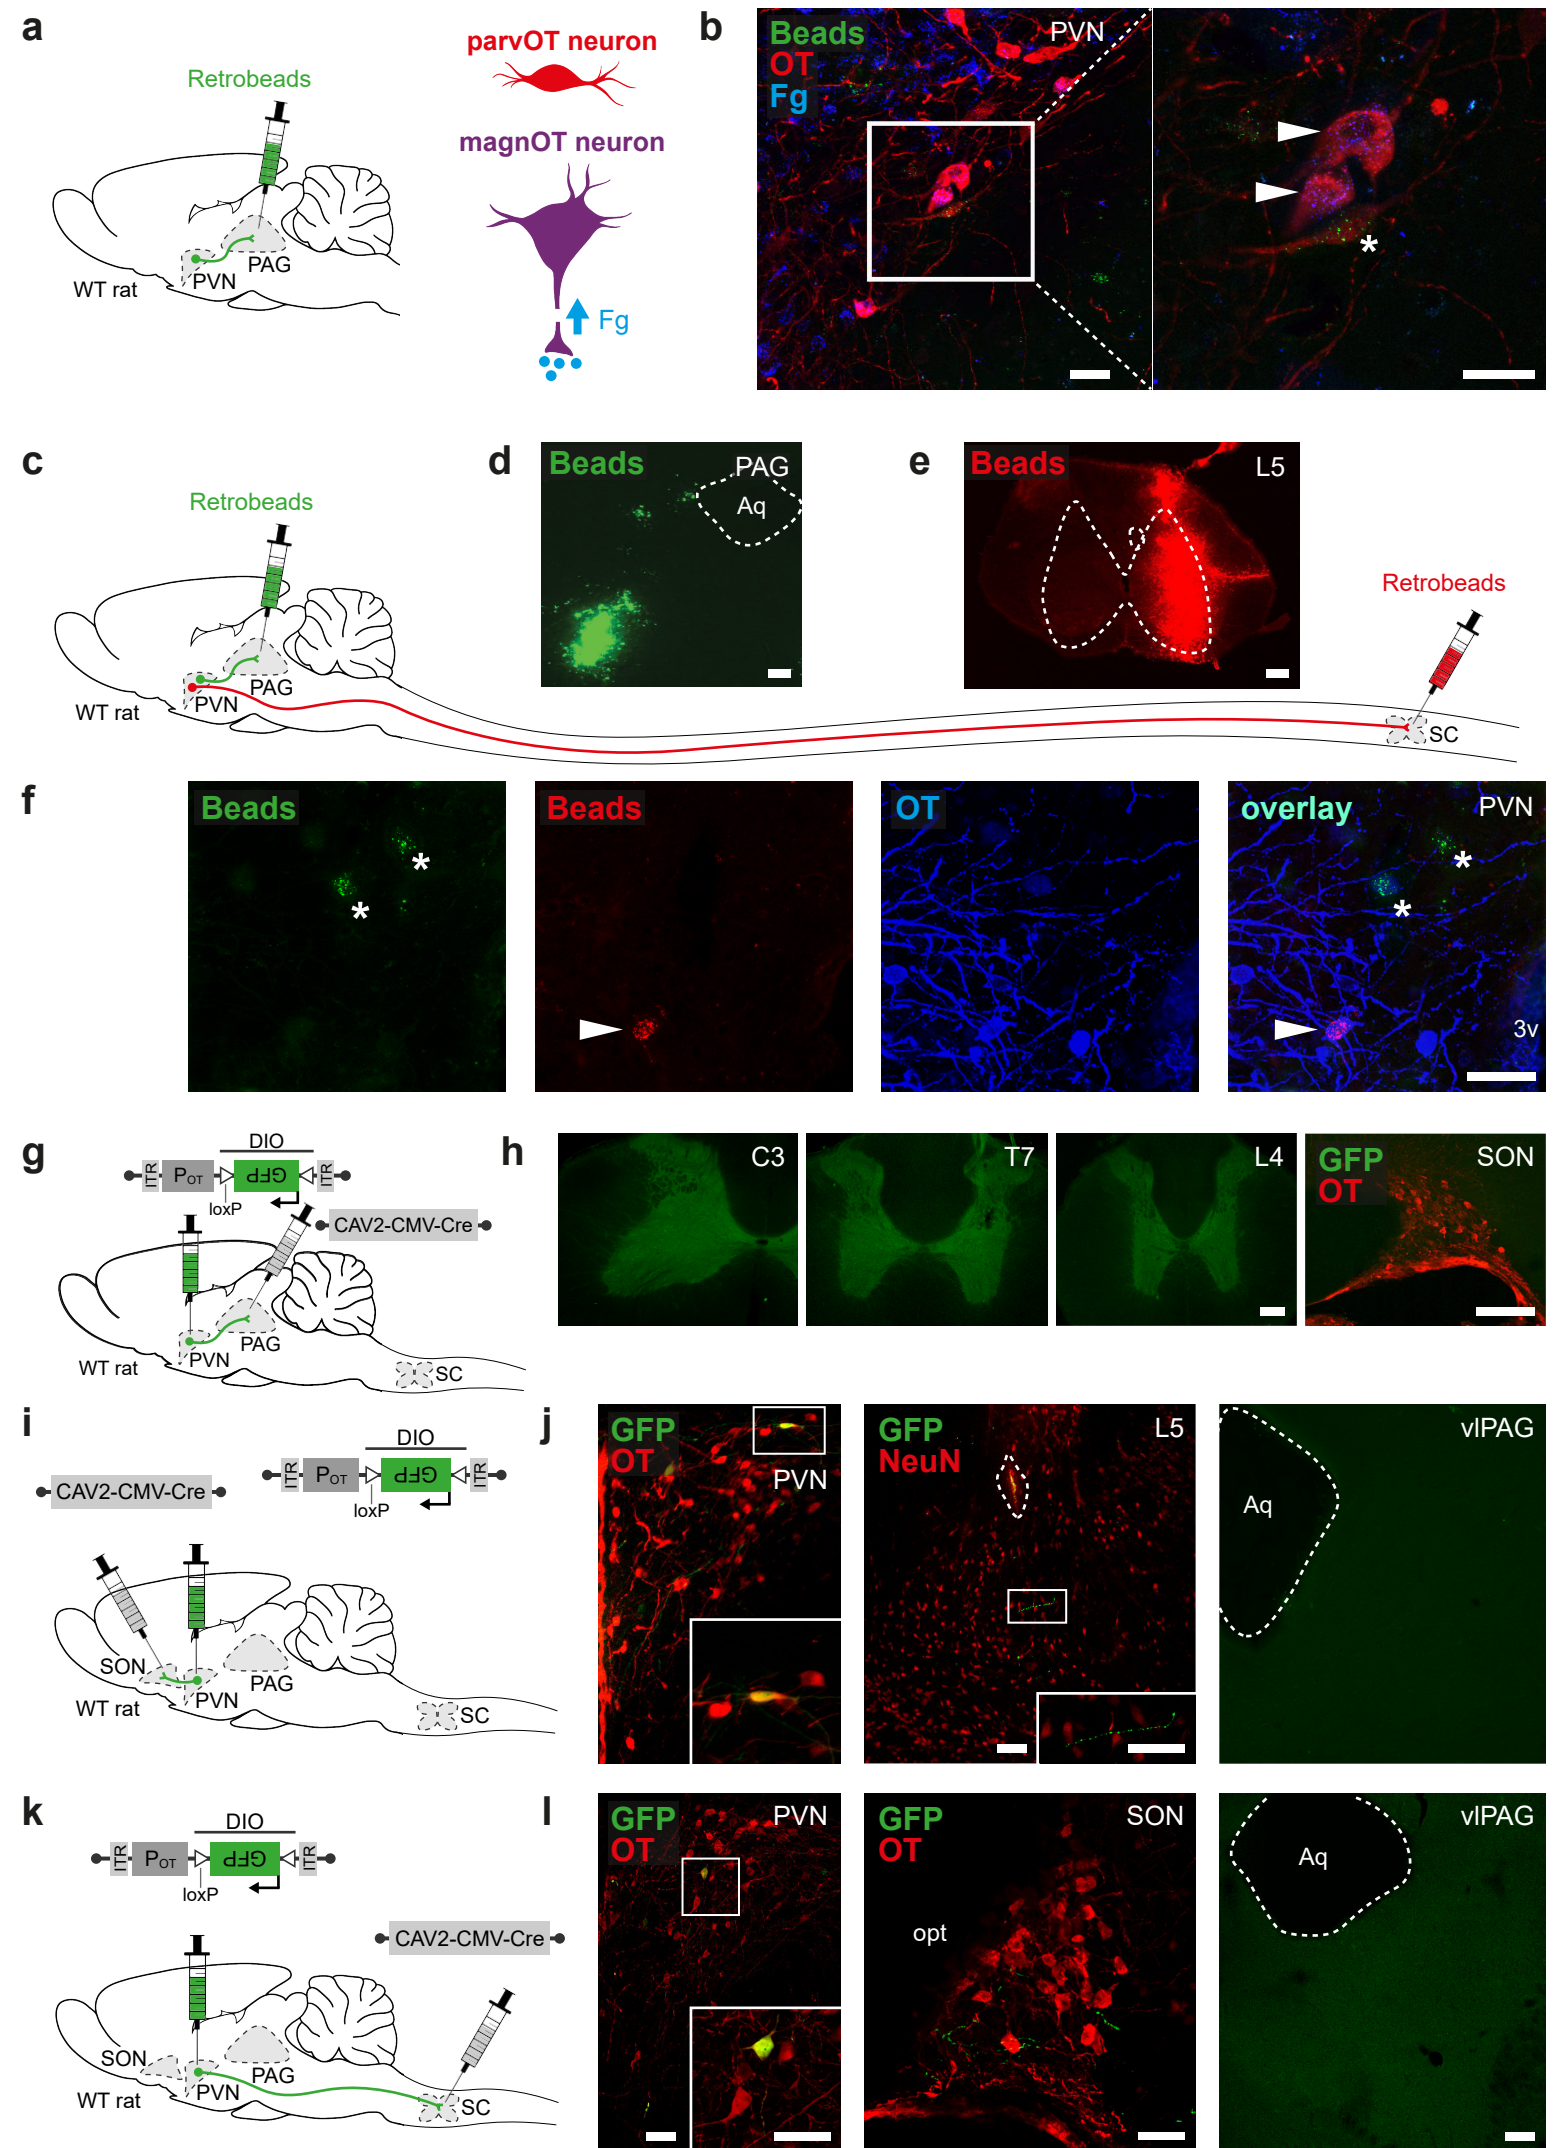 a
Retrobeads
PVN
PAG
WT rat
parvOT neuron
magnOT neuron
Fg
b
Beads
OT
Fg
PVN
*
c
Retrobeads
PVN
PAG
WT rat
d
Beads
PAG
Aq
e
Beads
L5
Retrobeads
SC
f
Beads
*
*
Beads
OT
overlay
PVN
*
*
3v
g
DIO
ITR
POT
GFP
ITR
loxP
CAV2-CMV-Cre
PVN
PAG
WT rat
SC
h
C3
T7
L4
GFP
OT
SON
i
DIO
ITR
POT
GFP
ITR
loxP
CAV2-CMV-Cre
SON
PVN
PAG
WT rat
SC
j
GFP
OT
PVN
GFP
NeuN
L5
vlPAG
Aq
k
DIO
ITR
POT
GFP
ITR
loxP
CAV2-CMV-Cre
SON
PVN
PAG
WT rat
SC
l
GFP
OT
PVN
GFP
OT
SON
opt
vlPAG
Aq